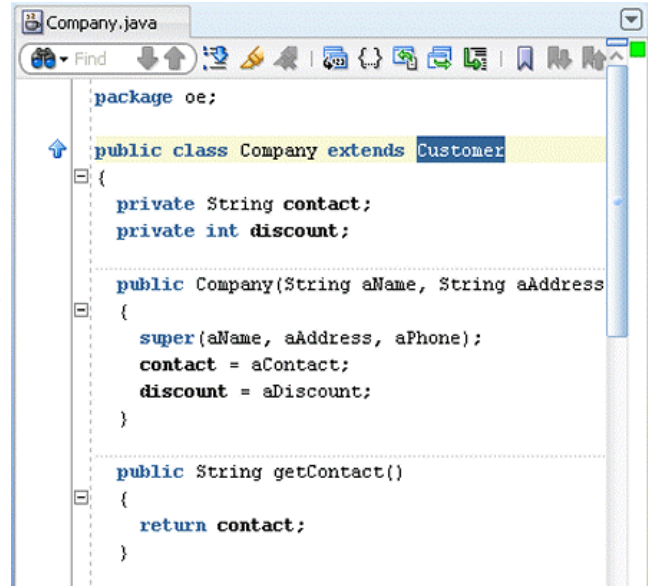 Company.java
Find
package oe;
public class Company extends Customer
{
private String contact;
private int discount;
public Company(String aName, String aAddress
{
super(aName, aAddress, aPhone);
contact = aContact;
discount = aDiscount;
}
public String getContact()
{
return contact;
}